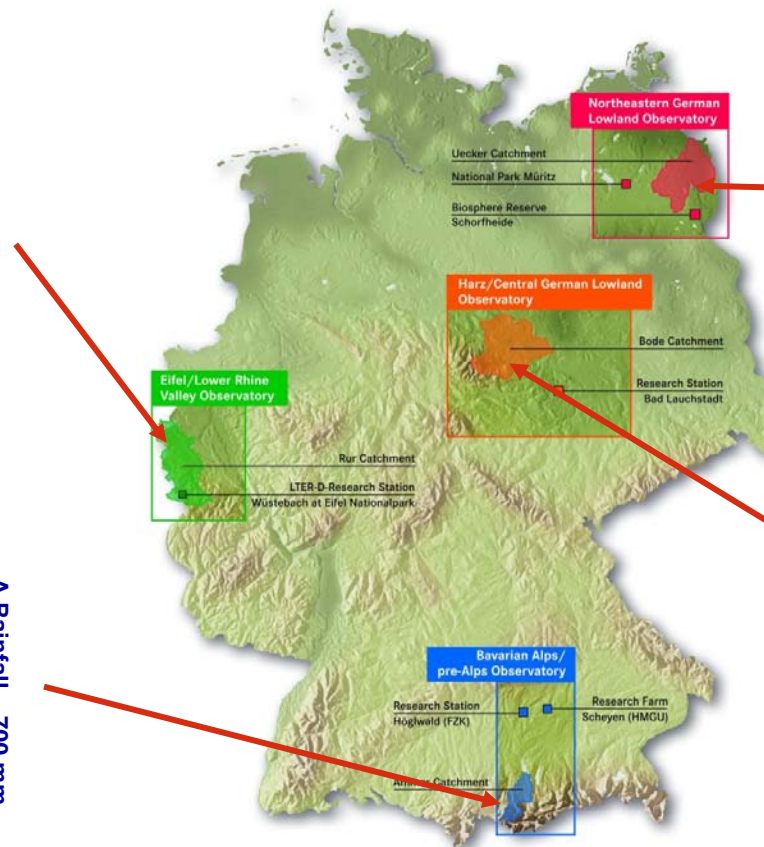 Northeastern German
Lowland Observatory
Uecker Catchment
National Park Müritz
Biosphere Reserve
Schorfheide
Harz/Central German Lowland
Observatory
Bode Catchment
Research Station
Bad Lauchstadt
Eifel/Lower Rhine
Valley Observatory
Rur Catchment
LTER-D-Research Station
Wüstebach at Eifel Nationalpark
Bavarian Alps/
pre-Alps Observatory
Research Station
Höglwald (FZK)
Research Farm
Scheyen (HMGU)
Ammer Catchment